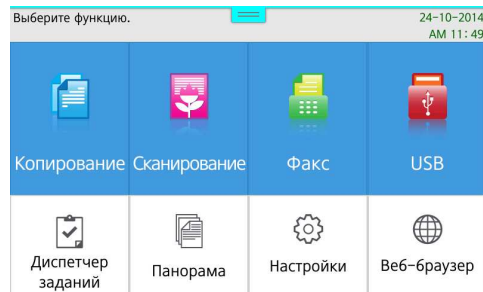 Выберите функцию.
24-10-2014
AM 11:49
Копирование
Сканирование
Факс
USB
Диспетчер
заданий
Панорама
Настройки
Веб-браузер